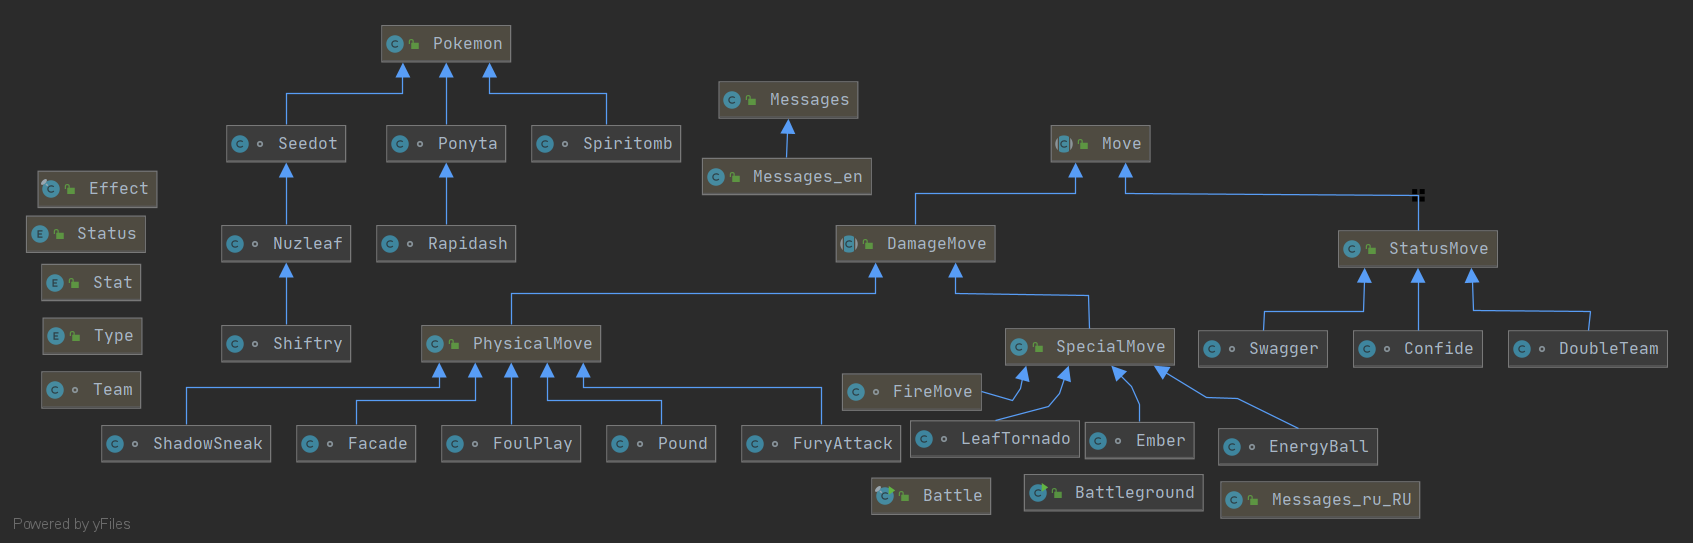 Pokemon
Messages
Seedot
Ponyta
Spiritomb
Move
Messages_en
Effect
Status
Nuzleaf
Rapidash
DamageMove
StatusMove
Stat
Type
Shiftry
PhysicalMove
SpecialMove
Swagger
Confide
DoubleTeam
Team
FireMove
ShadowSneak
Facade
FoulPlay
Pound
FuryAttack
LeafTornado
Ember
EnergyBall
Battle
Battleground
Messages_ru_RU
Powered by yFiles